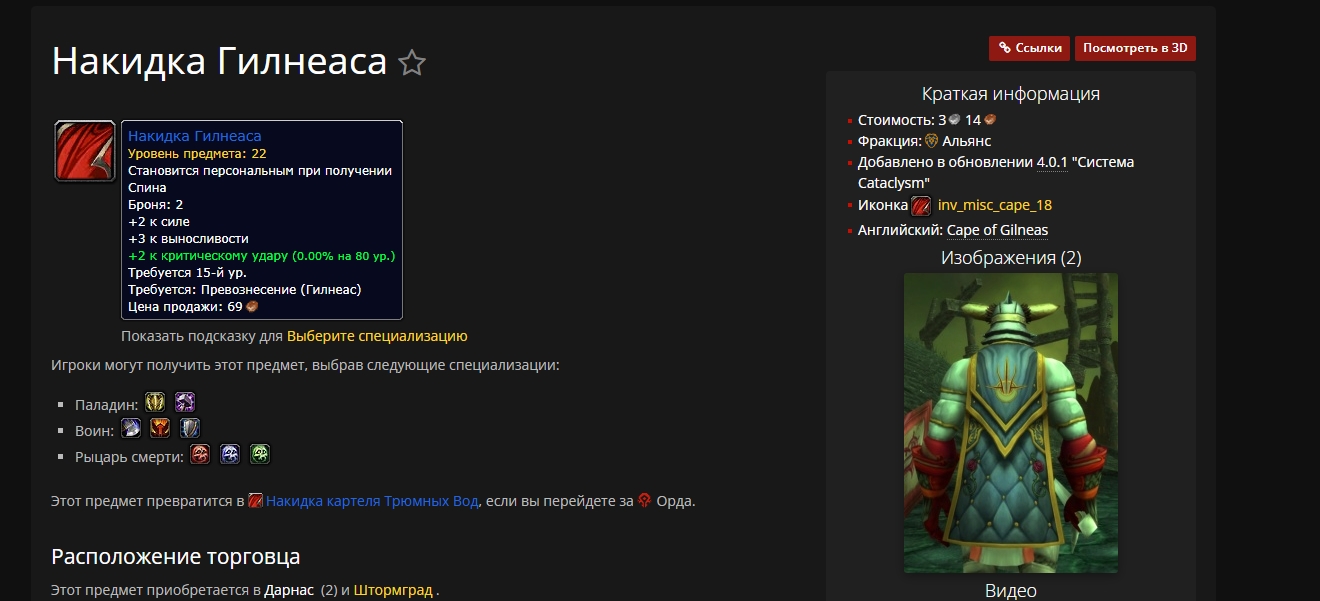 Накидка Гилнеаса
Накидка Гилнеаса
Уровень предмета: 22
Становится персональным при получении
Спина
Броня: 2
+2 к силе
+3 к выносливости
+2 к критическому удару (0.00% на 80 ур.)
Требуется 15-й ур.
Требуется: Превознесение (Гилнеас)
Цена продажи: 69
Показать подсказку для Выберите специализацию
Игроки могут получить этот предмет, выбрав следующие специализации:
Паладин:
Воин:
Рыцарь смерти:
Этот предмет превратится в Накидка картеля Трюмных Вод, если вы перейдете за Орда.
Расположение торговца
Этот предмет приобретается в Дарнас (2) и Штормград .
Ссылки
Посмотреть в 3D
Краткая информация
Стоимость: 3 14
Фракция: Альянс
Добавлено в обновлении 4.0.1 "Система
Cataclysm"
Иконка inv_misc_cape_18
Английский: Cape of Gilneas
Изображения (2)
Видео